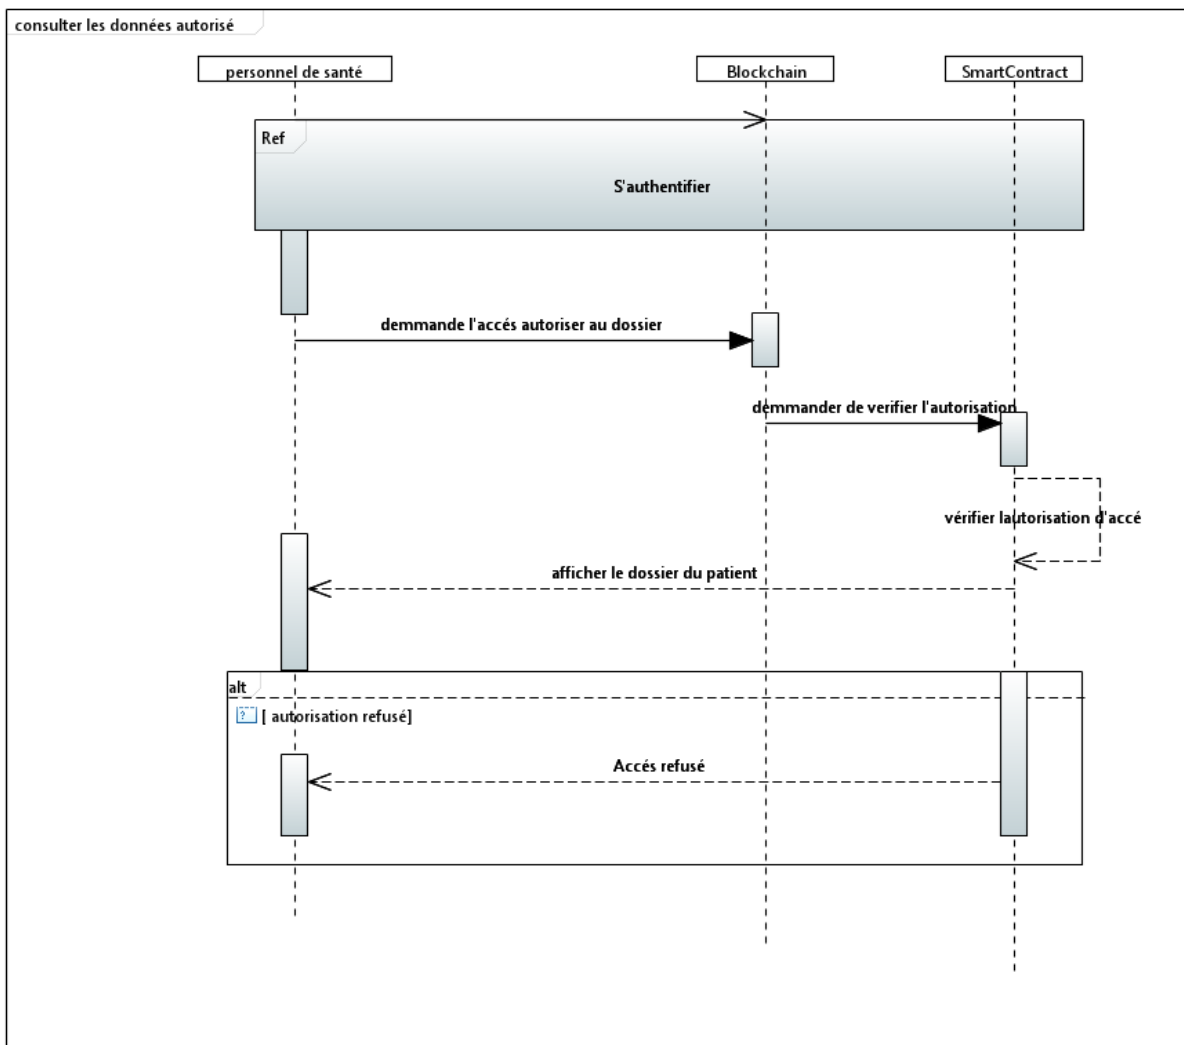 consulter les données autorisé
personnel de santé
Blockchain
SmartContract
Ref
S'authentifier
demmande l'accés autoriser au dossier
demmander de verifier l'autorisation
vérifier lautorisation d'accé
afficher le dossier du patient
alt
? [ autorisation refusé]
Accés refusé